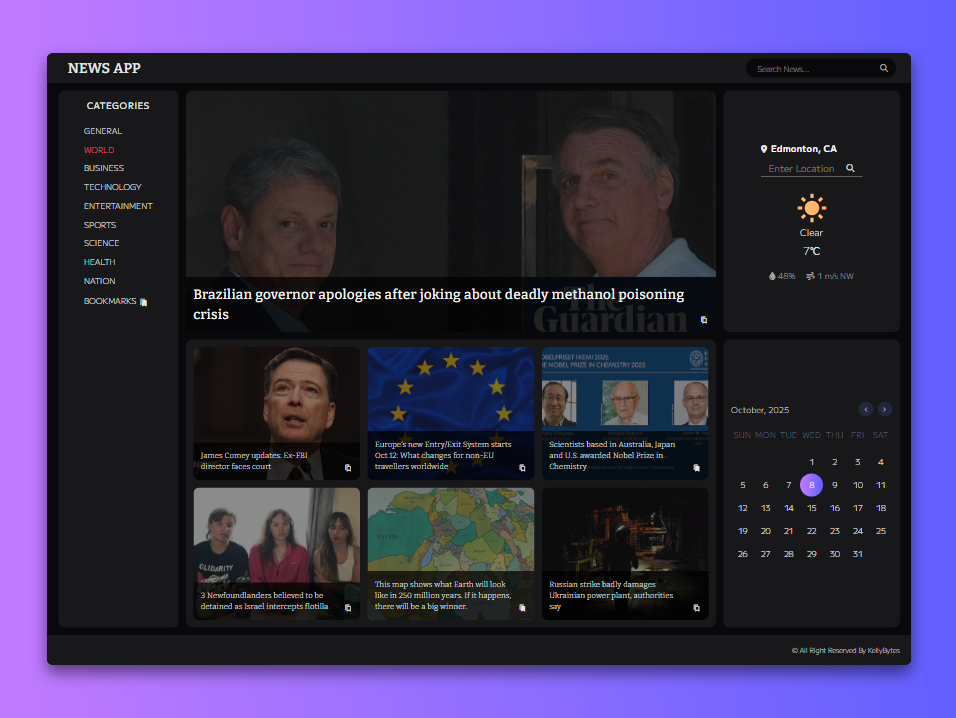 NEWS APP
Search News...
CATEGORIES
GENERAL
WORLD
BUSINESS
TECHNOLOGY
ENTERTAINMENT
SPORTS
SCIENCE
HEALTH
NATION
BOOKMARKS
Brazilian governor apologies after joking about deadly methanol poisoning
crisis
The
Guardian
James Comey updates: Ex-FBI
director faces court
Europe's new Entry/Exit System starts
Oct 12: What changes for non-EU
travellers worldwide
NOBELPRISET I KEMI 2025
THE NOBEL PRIZE IN CHEMISTRY 2025
Scientists based in Australia, Japan
and U.S. awarded Nobel Prize in
Chemistry
3 Newfoundlanders believed to be
detained as Israel intercepts flotilla
This map shows what Earth will look
like in 250 million years. If it happens,
there will be a big winner.
Russian strike badly damages
Ukrainian power plant, authorities
say
Edmonton, CA
Enter Location
Clear
7℃
48% 1 m/s NW
October, 2025
SUN MON TUE WED THU FRI SAT
1 2 3 4
5 6 7 8 9 10 11
12 13 14 15 16 17 18
19 20 21 22 23 24 25
26 27 28 29 30 31
© All Right Reserved By KellyBytes